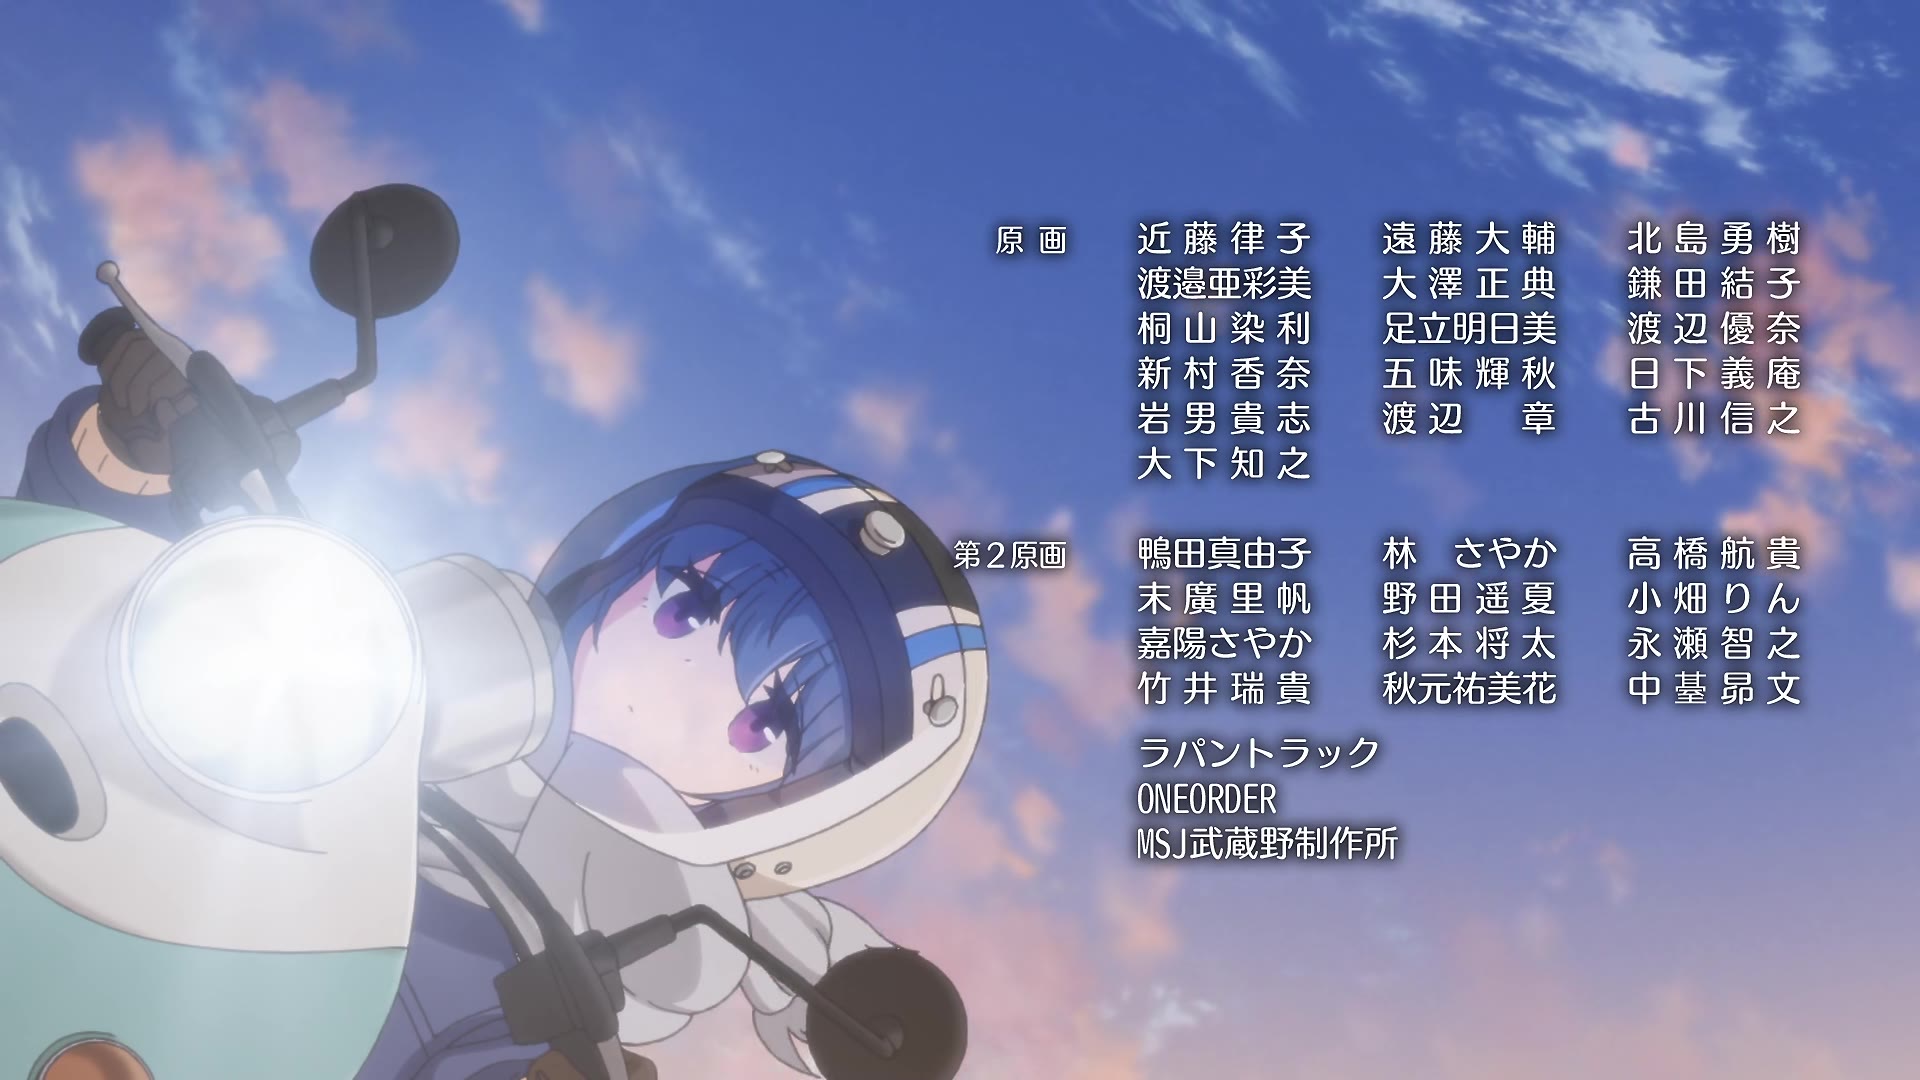 原画 近藤律子 遠藤大輔 北島勇樹
渡邉亜彩美 大澤正典 鎌田結子
桐山染利 足立明日美 渡辺優奈
新村香奈 五味輝秋 日下義庵
岩男貴志 渡辺 章 古川信之
大下知之
第2原画 鴨田真由子 林 さやか 高橋航貴
末廣里帆 野田遥夏 小畑りん
嘉陽さやか 杉本将太 永瀬智之
竹井瑞貴 秋元祐美花 中䑓昴文
ラパントラック
ONEORDER
MSJ武蔵野制作所